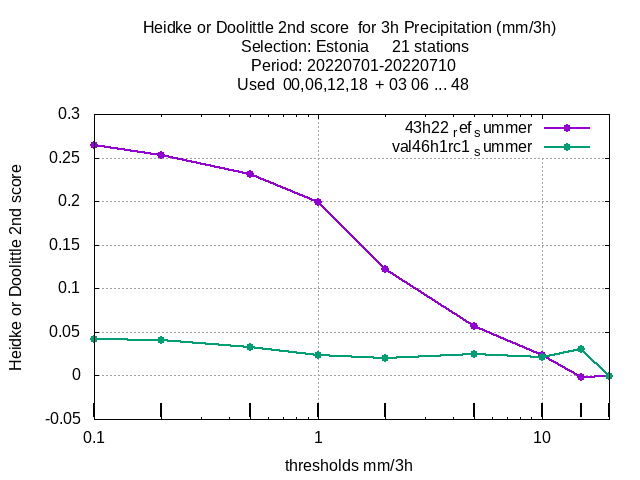 Heidke or Doolittle 2nd score  for 3h Precipitation (mm/3h)
Selection: Estonia     21 stations
Period: 20220701-20220710
Used  00,06,12,18  + 03 06 ... 48
43h22 ref summer
val46h1rc1 summer
Heidke or Doolittle 2nd score
0.3
0.25
0.2
0.15
0.1
0.05
0
-0.05
0.1 1 10
thresholds mm/3h